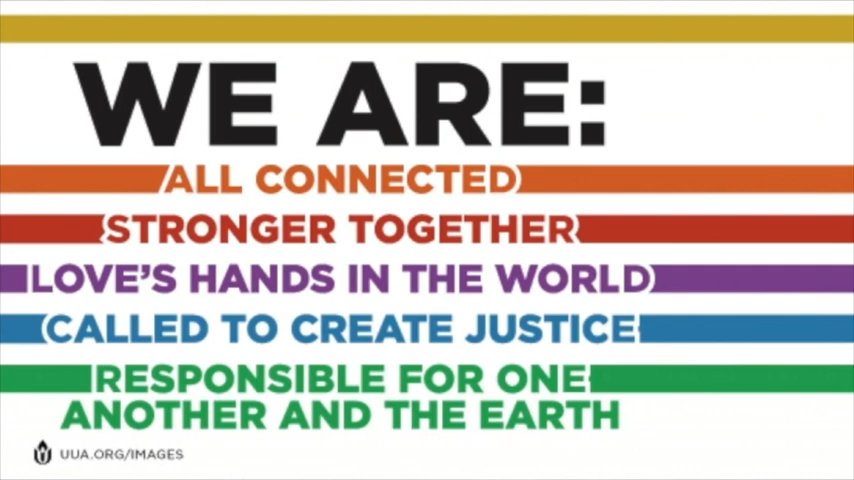 WE ARE:
ALL CONNECTED
STRONGER TOGETHER
LOVE'S HANDS IN THE WORLD
CALLED TO CREATE JUSTICE
RESPONSIBLE FOR ONE
ANOTHER AND THE EARTH
UUA.ORG/IMAGES